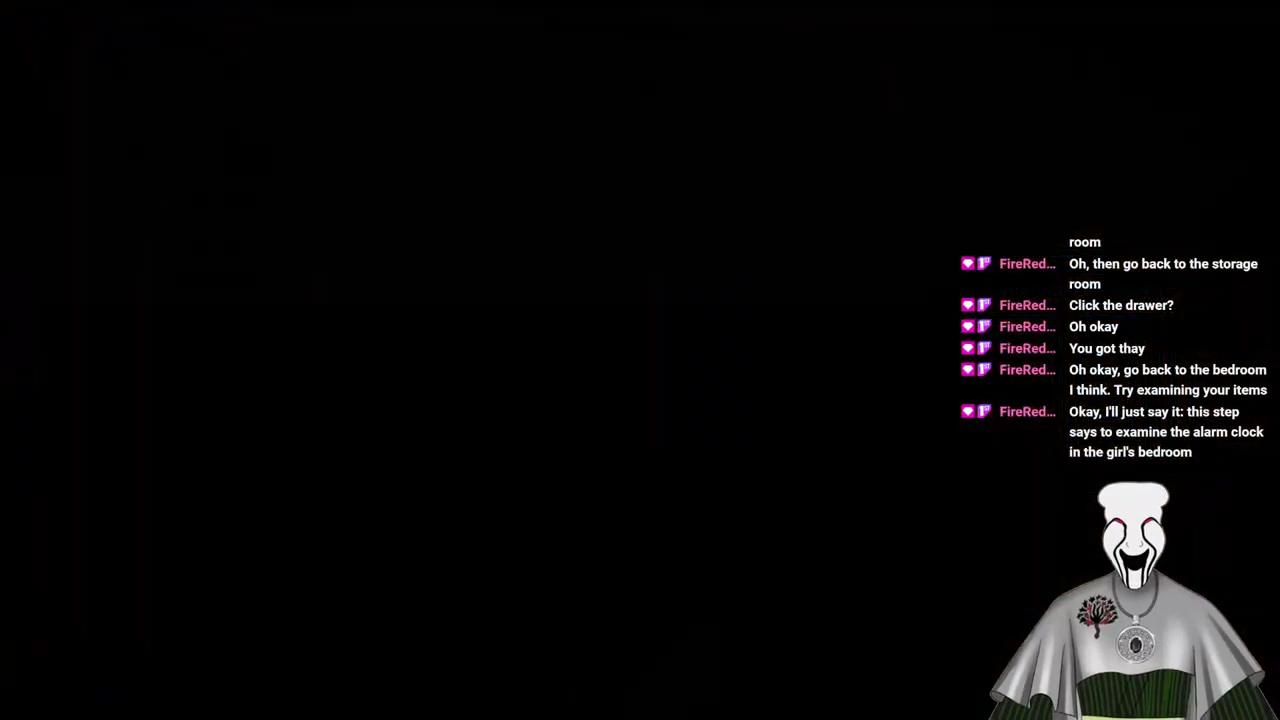 room
FireRed... Oh, then go back to the storage
room
FireRed... Click the drawer?
FireRed... Oh okay
FireRed... You got thay
FireRed... Oh okay, go back to the bedroom
I think. Try examining your items
FireRed... Okay, I'll just say it: this step
says to examine the alarm clock
in the girl's bedroom